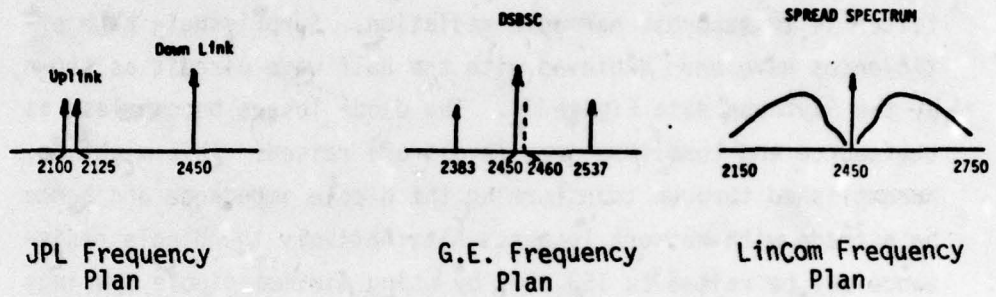 DSBSC
SPREAD SPECTRUM
Down Link
Uplink
2100 2125 2450
2383 2450 2460 2537
2150 2450 2750
JPL Frequency
Plan
G.E. Frequency
Plan
LinCom Frequency
Plan